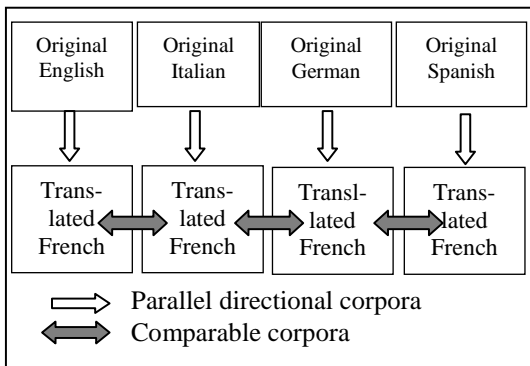 Original
English
Original
Italian
Original
German
Original
Spanish
Trans-
lated
French
Trans-
lated
French
Transl-
lated
French
Trans-
lated
French
Parallel directional corpora
Comparable corpora